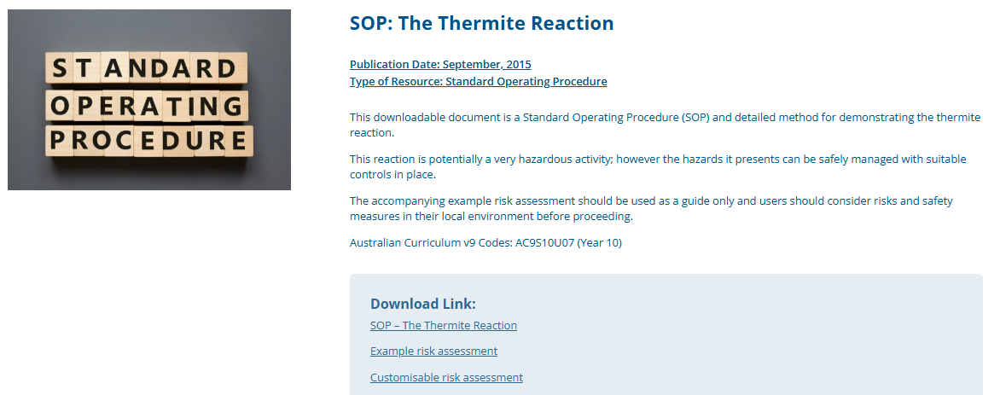 STANDARD
OPERATING
PROCEDURE
SOP: The Thermite Reaction
Publication Date: September, 2015
Type of Resource: Standard Operating Procedure
This downloadable document is a Standard Operating Procedure (SOP) and detailed method for demonstrating the thermite
reaction.
This reaction is potentially a very hazardous activity; however the hazards it presents can be safely managed with suitable
controls in place.
The accompanying example risk assessment should be used as a guide only and users should consider risks and safety
measures in their local environment before proceeding.
Australian Curriculum v9 Codes: AC9S10U07 (Year 10)
Download Link:
SOP – The Thermite Reaction
Example risk assessment
Customisable risk assessment